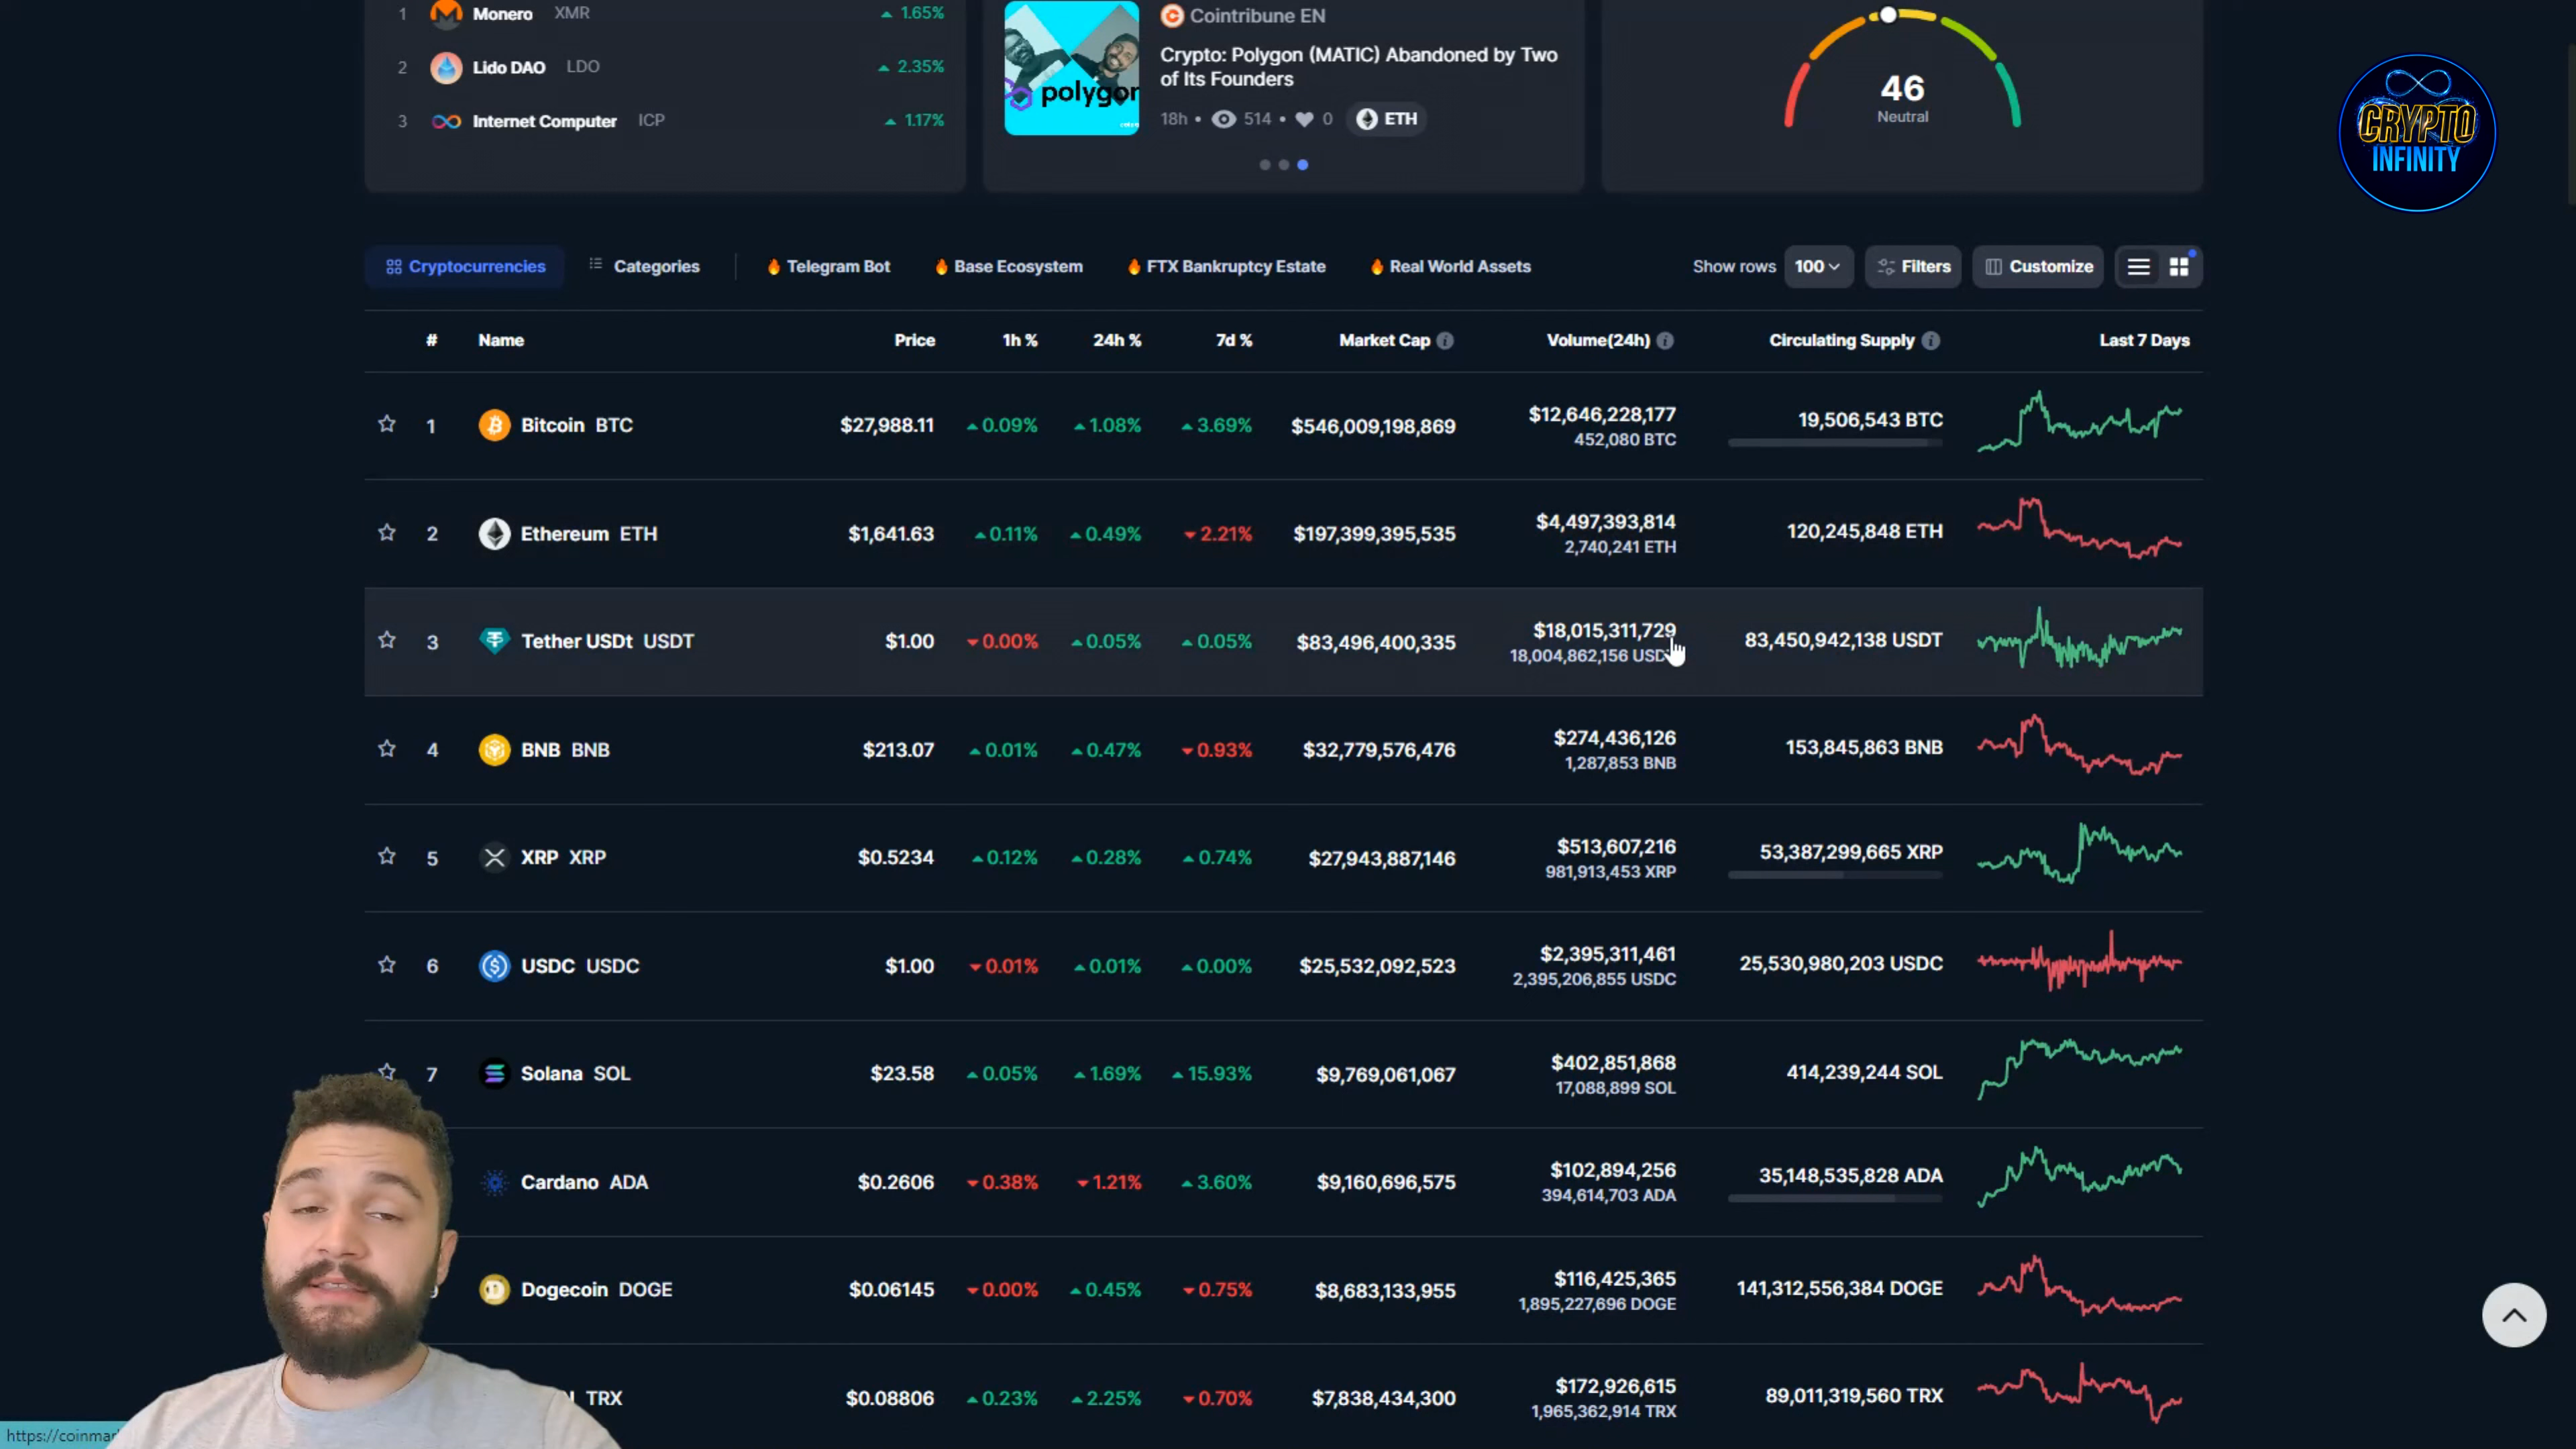 1 Monero XMR 1.65%
2 Lido DAO LDO 2.35%
3 Internet Computer ICP 1.17%
polygon
Cointribune EN
Crypto: Polygon (MATIC) Abandoned by Two
of Its Founders
18h • 514 • 0 ETH
46
Neutral
CRYPTO
INFINITY
Cryptocurrencies Categories Telegram Bot Base Ecosystem FTX Bankruptcy Estate Real World Assets Show rows 100 Filters Customize
# Name Price 1h % 24h % 7d % Market Cap Volume(24h) Circulating Supply Last 7 Days
1 Bitcoin BTC $27,988.11 0.09% 1.08% 3.69% $546,009,198,869 $12,646,228,177 19,506,543 BTC
452,080 BTC
2 Ethereum ETH $1,641.63 0.11% 0.49% 2.21% $197,399,395,535 $4,497,393,814 120,245,848 ETH
2,740,241 ETH
3 Tether USDt USDT $1.00 0.00% 0.05% 0.05% $83,496,400,335 $18,015,311,729 83,450,942,138 USDT
18,004,862,156 USD
4 BNB BNB $213.07 0.01% 0.47% 0.93% $32,779,576,476 $274,436,126 153,845,863 BNB
1,287,853 BNB
5 XRP XRP $0.5234 0.12% 0.28% 0.74% $27,943,887,146 $513,607,216 53,387,299,665 XRP
981,913,453 XRP
6 USDC USDC $1.00 0.01% 0.01% 0.00% $25,532,092,523 $2,395,311,461 25,530,980,203 USDC
2,395,206,855 USDC
7 Solana SOL $23.58 0.05% 1.69% 15.93% $9,769,061,067 $402,851,868 414,239,244 SOL
17,088,899 SOL
Cardano ADA $0.2606 0.38% 1.21% 3.60% $9,160,696,575 $102,894,256 35,148,535,828 ADA
394,614,703 ADA
Dogecoin DOGE $0.06145 0.00% 0.45% 0.75% $8,683,133,955 $116,425,365 141,312,556,384 DOGE
1,895,227,696 DOGE
TRX $0.08806 0.23% 2.25% 0.70% $7,838,434,300 $172,926,615 89,011,319,560 TRX
1,965,362,914 TRX
https://coinmar